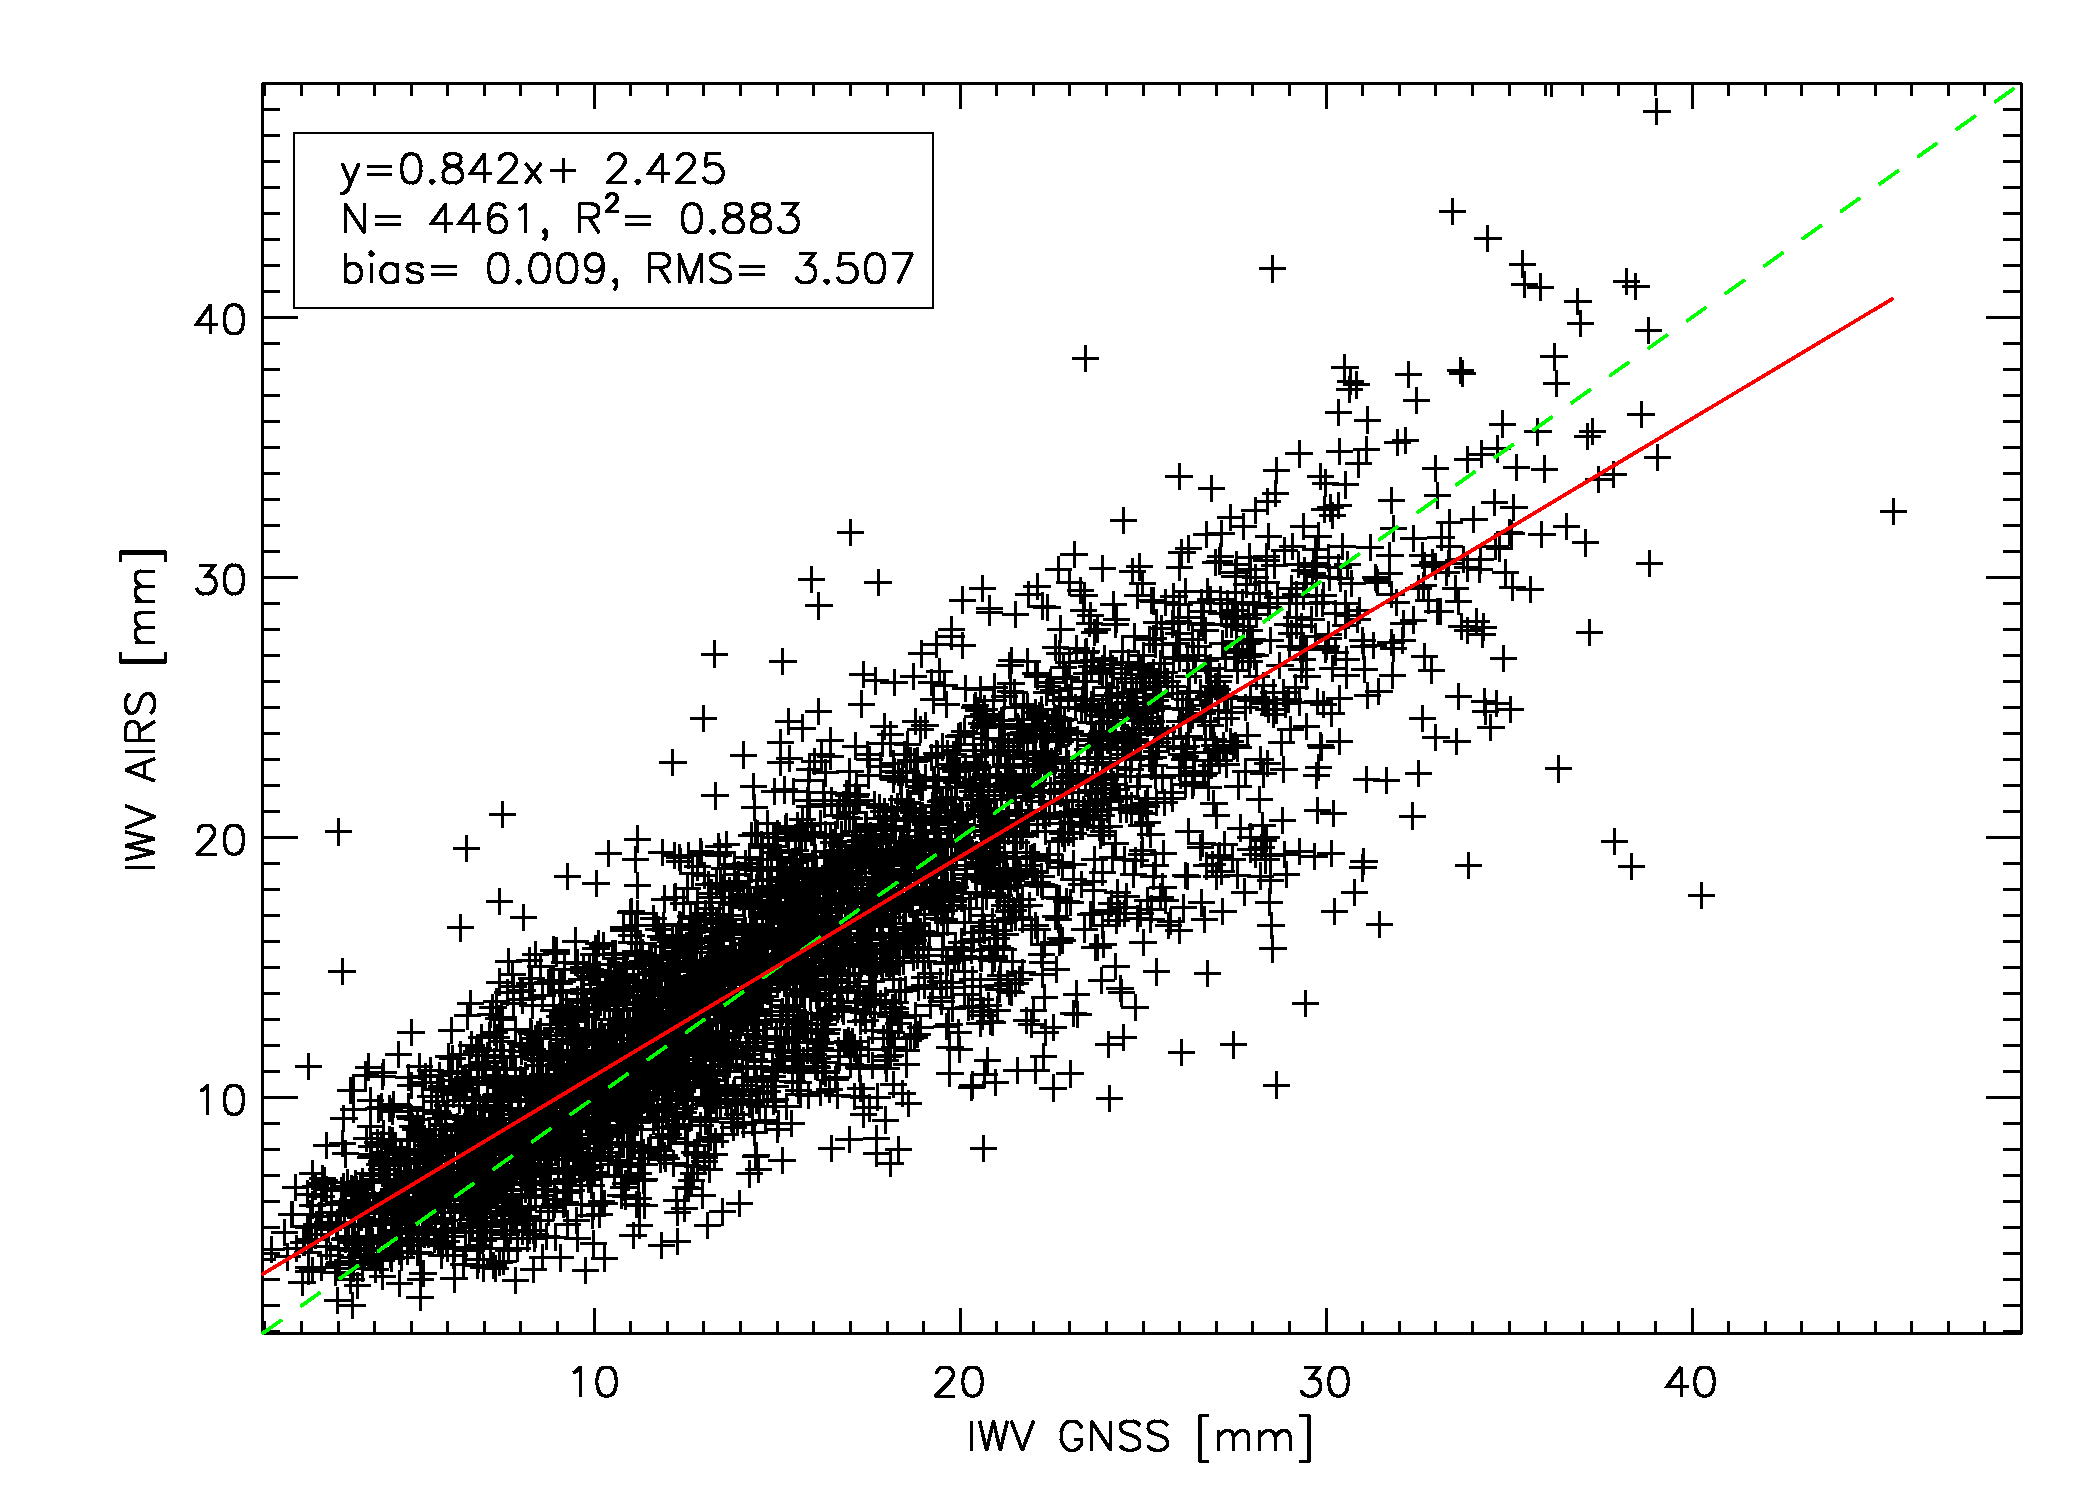 y=0.842x+ 2.425
N= 4461, R²= 0.883
bias= 0.009, RMS= 3.507
40
30
20
10
IWV AIRS [mm]
10 20 30 40
IWV GNSS [mm]